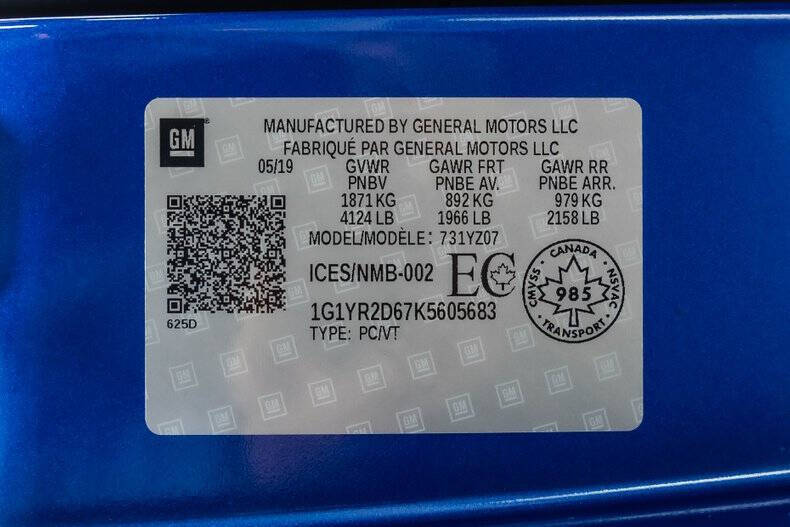 GM
MANUFACTURED BY GENERAL MOTORS LLC
FABRIQUÉ PAR GENERAL MOTORS LLC
05/19 GVWR GAWR FRT GAWR RR
PNBV PNBE AV. PNBE ARR.
1871 KG 892 KG 979 KG
4124 LB 1966 LB 2158 LB
MODEL/MODÈLE: 731YZ07
ICES/NMB-002 EC
1G1YR2D67K5605683
TYPE: PC/VT
625D
CANADA
CMVSS 985 NSVAC
TRANSPORT